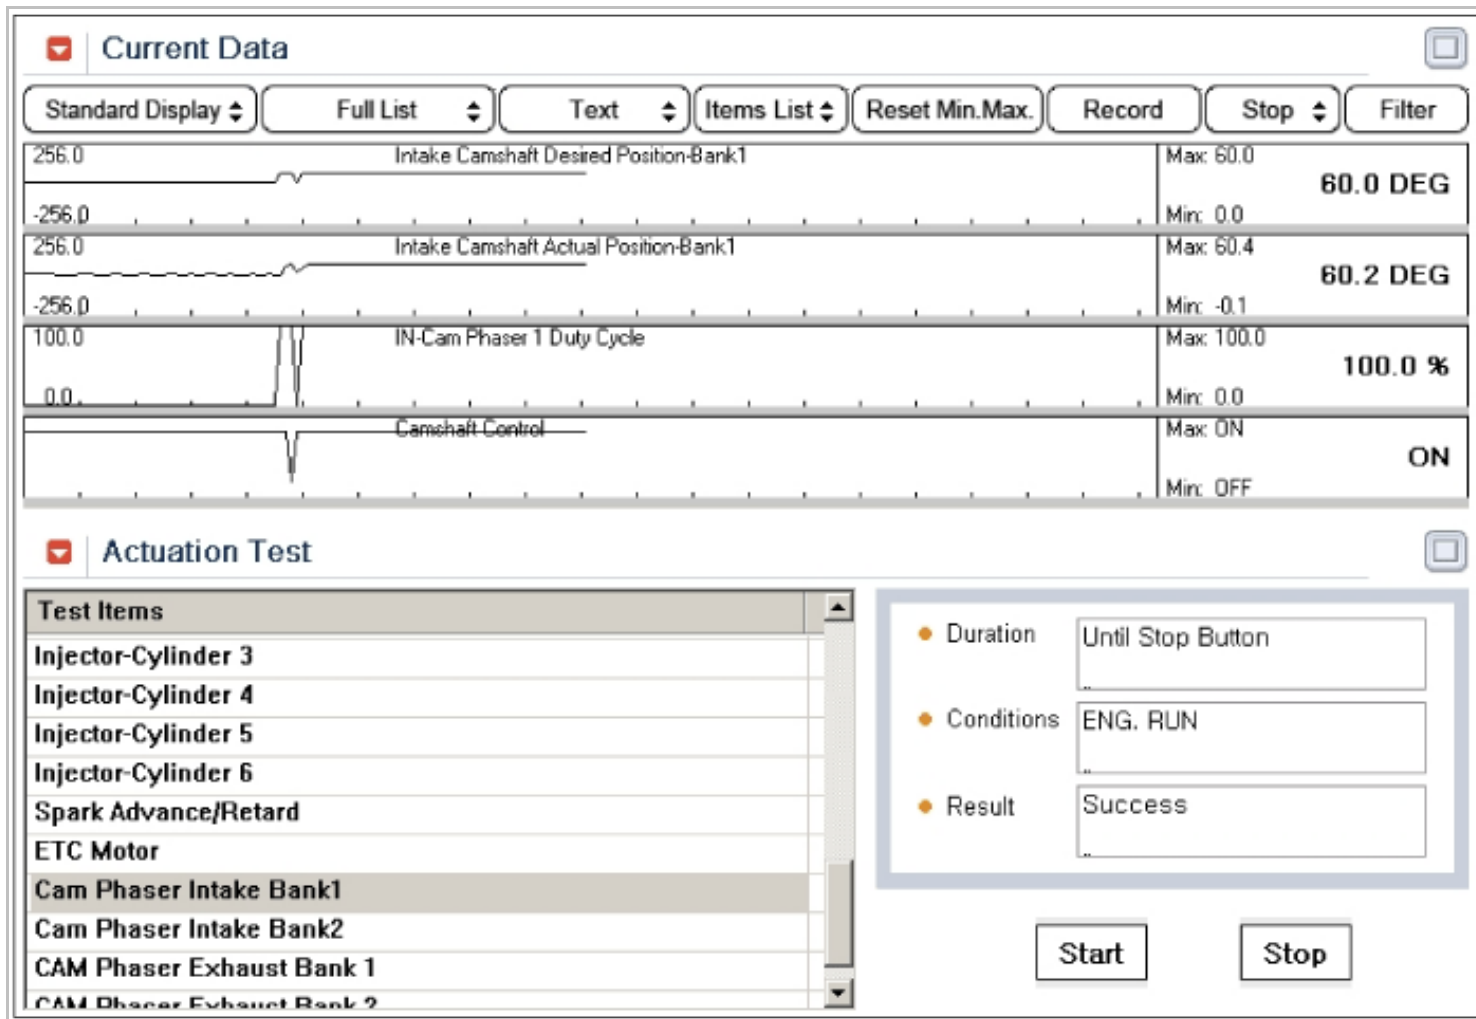 Current Data
Standard Display Full List Text Items List Reset Min.Max. Record Stop Filter
256.0 Intake Camshaft Desired Position-Bank1 Max: 60.0
60.0 DEG
-256.0 Min: 0.0
256.0 Intake Camshaft Actual Position-Bank1 Max: 60.4
60.2 DEG
-256.0 Min: -0.1
100.0 IN-Cam Phaser 1 Duty Cycle Max: 100.0
100.0 %
0.0 Min: 0.0
Camshaft Control Max: ON
ON
Min: OFF
Actuation Test
Test Items
Injector-Cylinder 3
Injector-Cylinder 4
Injector-Cylinder 5
Injector-Cylinder 6
Spark Advance/Retard
ETC Motor
Cam Phaser Intake Bank1
Cam Phaser Intake Bank2
CAM Phaser Exhaust Bank 1
CAM Phaser Exhaust Bank 2
Duration Until Stop Button
Conditions ENG. RUN
Result Success
Start Stop